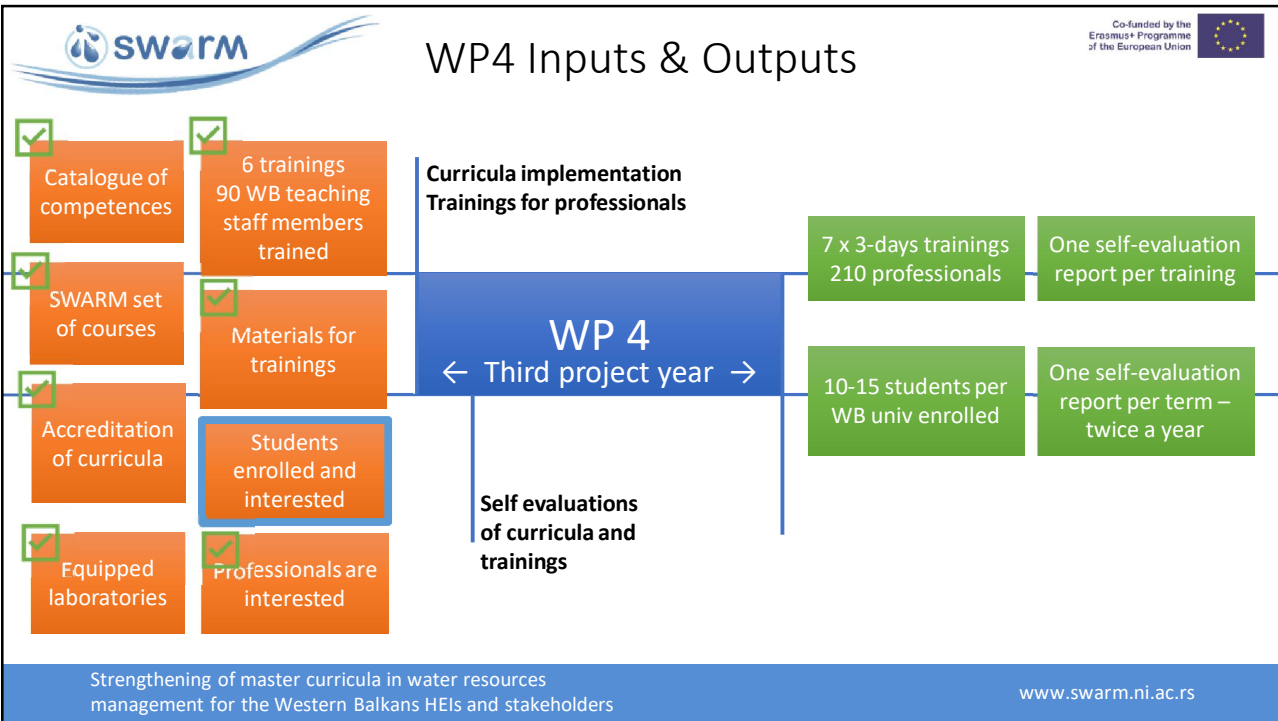 swarm
WP4 Inputs & Outputs
Co-funded by the
Erasmus+ Programme
of the European Union
Catalogue of
competences
6 trainings
90 WB teaching
staff members
trained
SWARM set
of courses
Materials for
trainings
Accreditation
of curricula
Students
enrolled and
interested
Equipped
laboratories
Professionals are
interested
Curricula implementation
Trainings for professionals
WP 4
← Third project year →
Self evaluations
of curricula and
trainings
7 x 3-days trainings
210 professionals
One self-evaluation
report per training
10-15 students per
WB univ enrolled
One self-evaluation
report per term –
twice a year
Strengthening of master curricula in water resources
management for the Western Balkans HEIs and stakeholders
www.swarm.ni.ac.rs